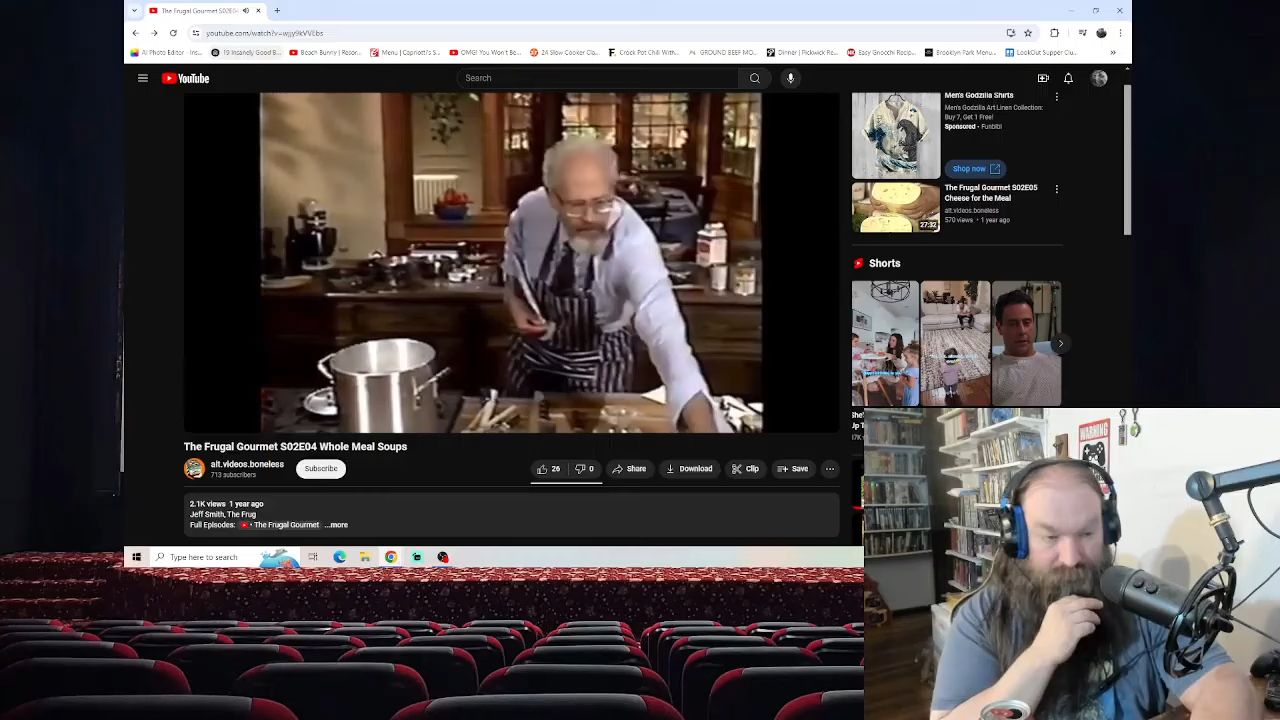 The Frugal Gourmet S02E04
youtube.com/watch?v=wjjy9kVVEbs
AI Photo Editor - Ins...
19 Insanely Good B...
Beach Bunny | Resor...
Menu | Capriotti's S...
OMG! You Won't Be...
24 Slow Cooker Cla...
Crock Pot Chili With...
GROUND BEEF MO...
Dinner | Pickwick Re...
Easy Gnocchi Recip...
Brooklyn Park Menu...
LookOut Supper Clu...
YouTube
Search
Men's Godzilla Shirts
Men's Godzilla Art Linen Collection:
Buy 7, Get 1 Free!
Sponsored • Funbibi
Shop now
The Frugal Gourmet S02E05
Cheese for the Meal
alt.videos.boneless
570 views • 1 year ago
27:32
Shorts
The Frugal Gourmet S02E04 Whole Meal Soups
alt.videos.boneless
713 subscribers
Subscribe
26
0
Share
Download
Clip
Save
2.1K views 1 year ago
Jeff Smith, The Frug
Full Episodes: • The Frugal Gourmet ...more
Type here to search
WARNING